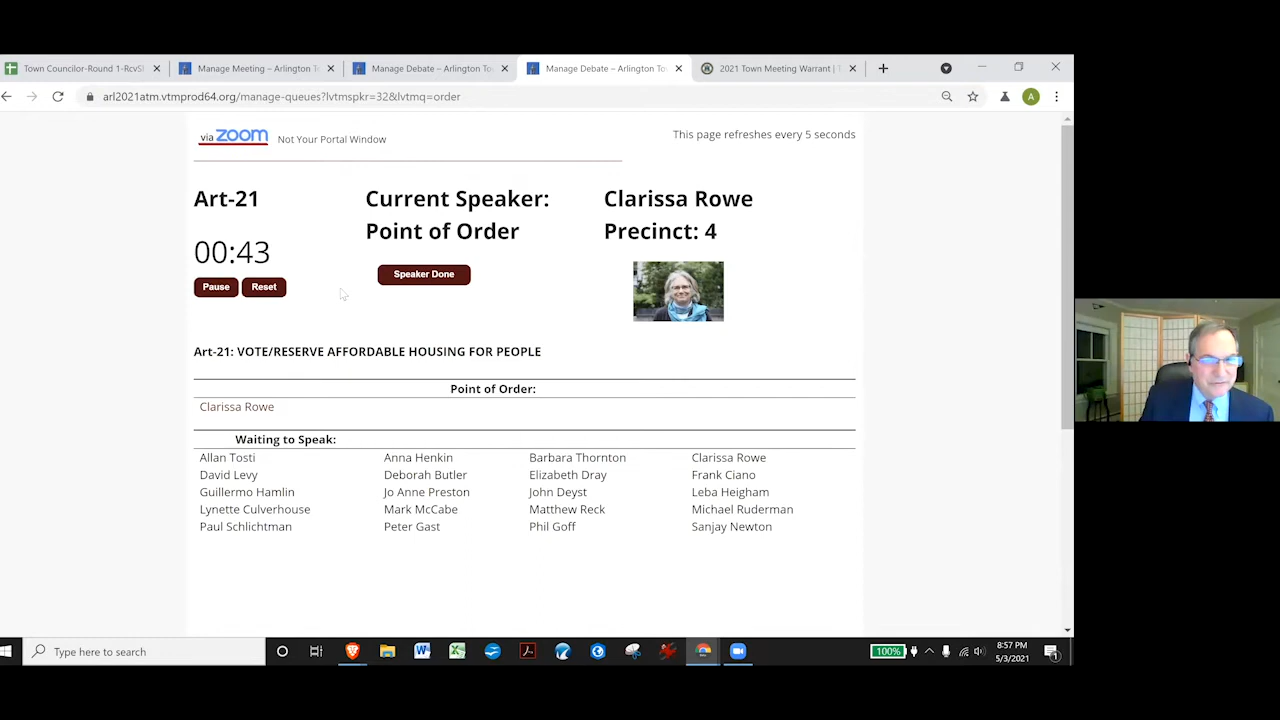 Town Councilor-Round 1-RcvSh
Manage Meeting – Arlington To
Manage Debate – Arlington Tow
Manage Debate – Arlington Tow
2021 Town Meeting Warrant | T
arl2021atm.vtmprod64.org/manage-queues?lvtmspkr=32&lvtmq=order
A
via zoom
Not Your Portal Window
This page refreshes every 5 seconds
Art-21
Current Speaker:
Clarissa Rowe
Point of Order
Precinct: 4
00:43
Pause
Reset
Speaker Done
Art-21: VOTE/RESERVE AFFORDABLE HOUSING FOR PEOPLE
Point of Order:
Clarissa Rowe
Waiting to Speak:
Allan Tosti Anna Henkin Barbara Thornton Clarissa Rowe
David Levy Deborah Butler Elizabeth Dray Frank Ciano
Guillermo Hamlin Jo Anne Preston John Deyst Leba Heigham
Lynette Culverhouse Mark McCabe Matthew Reck Michael Ruderman
Paul Schlichtman Peter Gast Phil Goff Sanjay Newton
Type here to search
100%
8:57 PM
5/3/2021